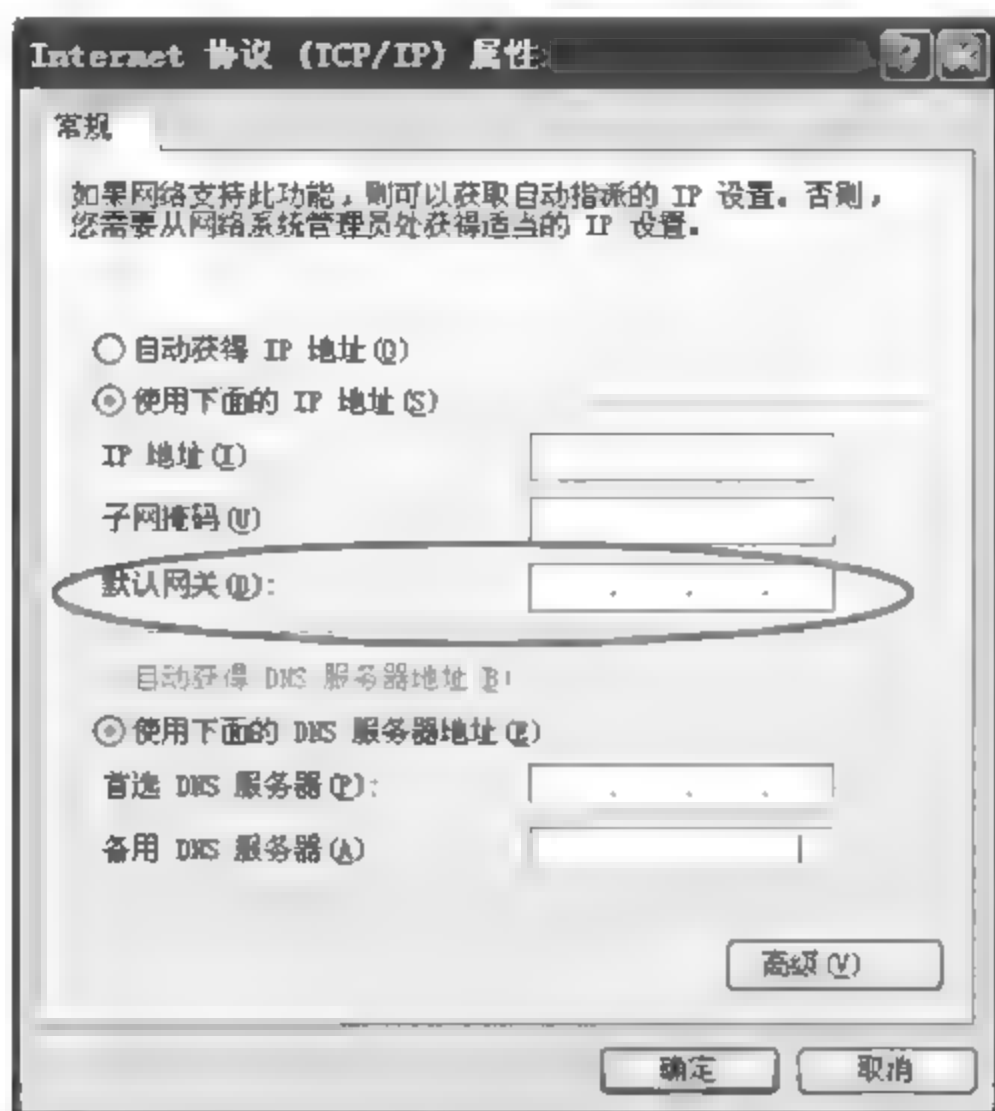 Internet 协议 (TCP/IP) 属性
常规
如果网络支持此功能，则可以获取自动指派的 IP 设置。否则，
您需要从网络系统管理员处获得适当的 IP 设置。
自动获得 IP 地址(O)
使用下面的 IP 地址(S)
IP 地址(I)
子网掩码(U)
默认网关(D):
自动获得 DNS 服务器地址 B:
使用下面的 DNS 服务器地址(E)
首选 DNS 服务器(P):
备用 DNS 服务器(A)
高级(V)
确定
取消